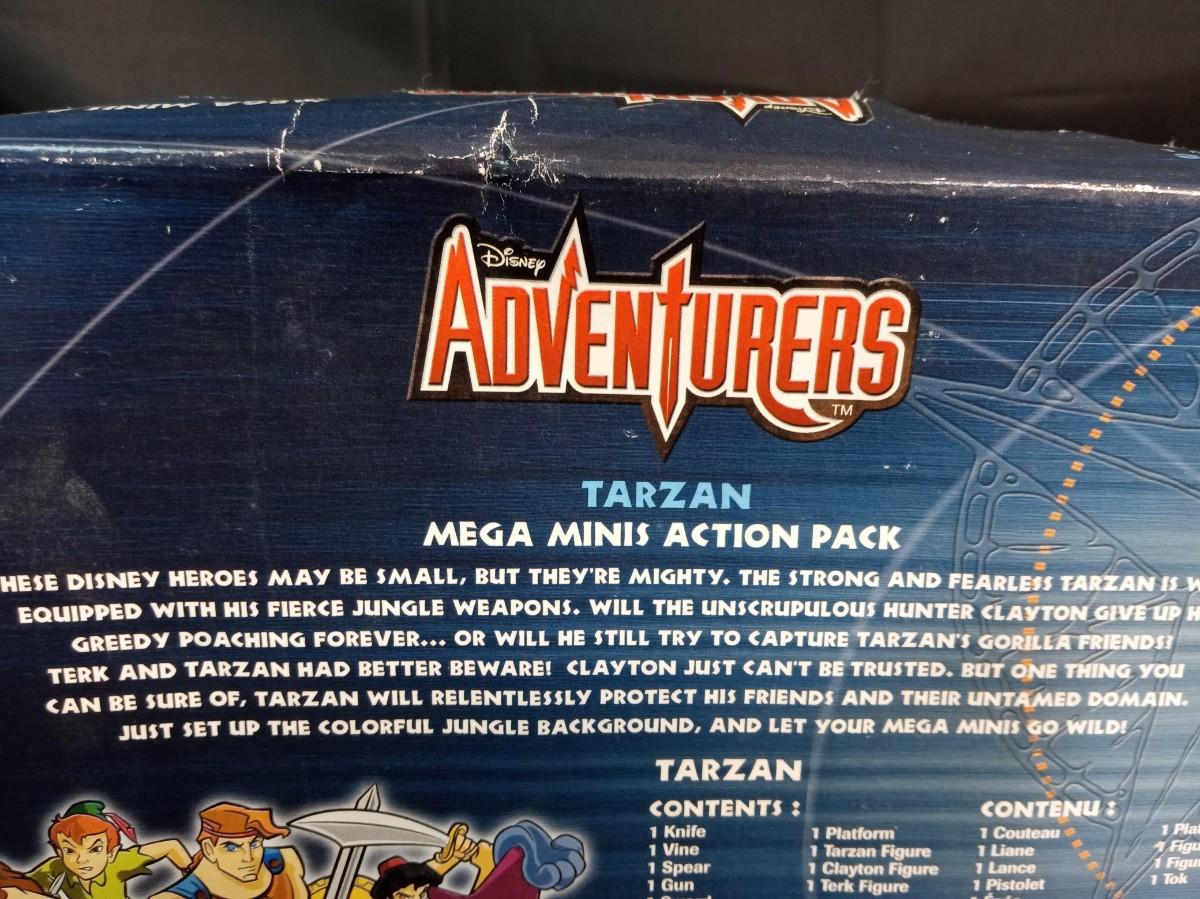 Disney
ADVENTURERS
TM
TARZAN
MEGA MINIS ACTION PACK
HESE DISNEY HEROES MAY BE SMALL, BUT THEY'RE MIGHTY. THE STRONG AND FEARLESS TARZAN IS W
EQUIPPED WITH HIS FIERCE JUNGLE WEAPONS. WILL THE UNSCRUPULOUS HUNTER CLAYTON GIVE UP H
GREEDY POACHING FOREVER... OR WILL HE STILL TRY TO CAPTURE TARZAN'S GORILLA FRIENDS?
TERK AND TARZAN HAD BETTER BEWARE! CLAYTON JUST CAN'T BE TRUSTED. BUT ONE THING YOU
CAN BE SURE OF, TARZAN WILL RELENTLESSLY PROTECT HIS FRIENDS AND THEIR UNTAMED DOMAIN.
JUST SET UP THE COLORFUL JUNGLE BACKGROUND, AND LET YOUR MEGA MINIS GO WILD!
TARZAN
CONTENTS :
1 Knife
1 Vine
1 Spear
1 Gun
1 Platform
1 Tarzan Figure
1 Clayton Figure
1 Terk Figure
CONTENU :
1 Couteau
1 Liane
1 Lance
1 Pistolet
1 Pla
1 Figu
1 Figu
1 Tok